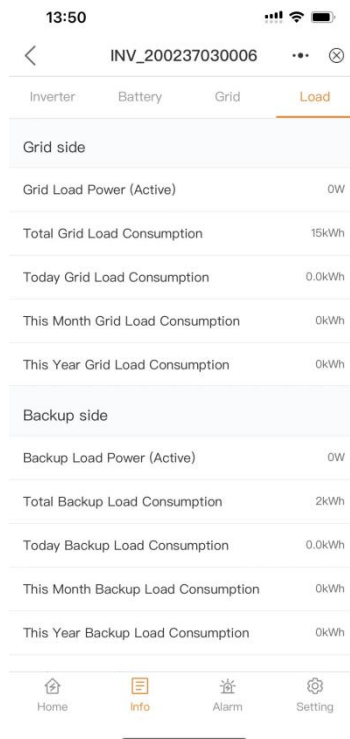 13:50
INV_200237030006
Inverter Battery Grid Load
Grid side
Grid Load Power (Active) 0W
Total Grid Load Consumption 15kWh
Today Grid Load Consumption 0.0kWh
This Month Grid Load Consumption 0kWh
This Year Grid Load Consumption 0kWh
Backup side
Backup Load Power (Active) 0W
Total Backup Load Consumption 2kWh
Today Backup Load Consumption 0.0kWh
This Month Backup Load Consumption 0kWh
This Year Backup Load Consumption 0kWh
Home Info Alarm Setting